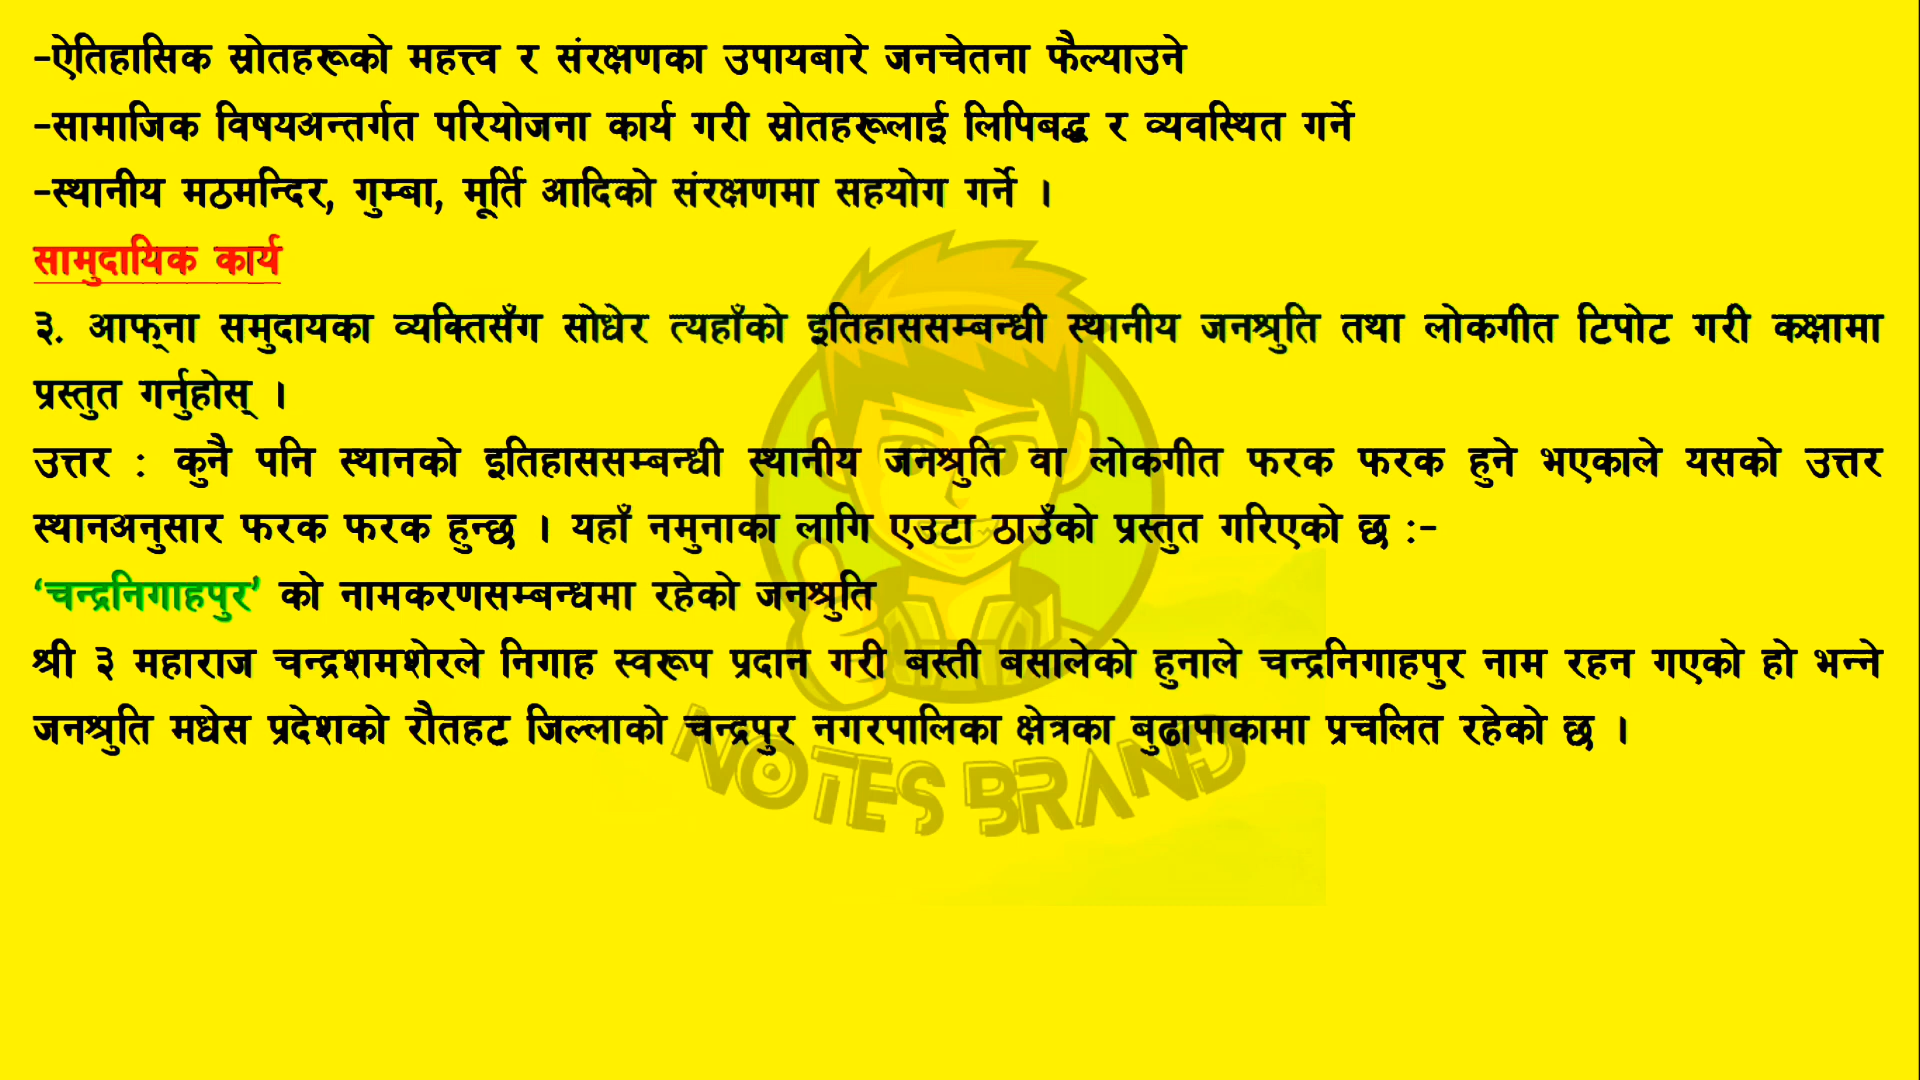 -ऐतिहासिक स्रोतहरूको महत्त्व र संरक्षणका उपायबारे जनचेतना फैल्याउने
-सामाजिक विषयअन्तर्गत परियोजना कार्य गरी स्रोतहरूलाई लिपिबद्ध र व्यवस्थित गर्ने
-स्थानीय मठमन्दिर, गुम्बा, मूर्ति आदिको संरक्षणमा सहयोग गर्ने ।
सामुदायिक कार्य
३. आफ्‌ना समुदायका व्यक्तिसँग सोधेर त्यहाँको इतिहाससम्बन्धी स्थानीय जनश्रुति तथा लोकगीत टिपोट गरी कक्षामा
प्रस्तुत गर्नुहोस् ।
उत्तर : कुनै पनि स्थानको इतिहाससम्बन्धी स्थानीय जनश्रुति वा लोकगीत फरक फरक हुने भएकाले यसको उत्तर
स्थानअनुसार फरक फरक हुन्छ । यहाँ नमुनाका लागि एउटा ठाउँको प्रस्तुत गरिएको छ :-
‘चन्द्रनिगाहपुर’ को नामकरणसम्बन्धमा रहेको जनश्रुति
श्री ३ महाराज चन्द्रशमशेरले निगाह स्वरूप प्रदान गरी बस्ती बसालेको हुनाले चन्द्रनिगाहपुर नाम रहन गएको हो भन्ने
जनश्रुति मधेस प्रदेशको रौतहट जिल्लाको चन्द्रपुर नगरपालिका क्षेत्रका बुढापाकामा प्रचलित रहेको छ ।
NOTES BRAND